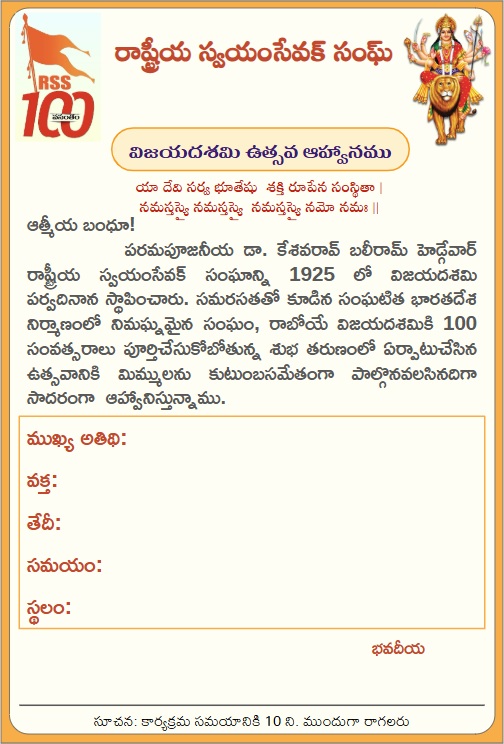 రాష్ట్రీయ స్వయంసేవక్ సంఘ్
RSS
100
విజయదశమి ఉత్సవ ఆహ్వానము
యా దేవి సర్వ భూతేషు శక్తి రూపేన సంస్థితా |
నమస్తస్యై నమస్తస్యై నమస్తస్యై నమో నమః ||
ఆత్మీయ బంధూ!
పరమపూజనీయ డా. కేశవరావ్ బలీరామ్ హెడ్గేవార్
రాష్ట్రీయ స్వయంసేవక్ సంఘాన్ని 1925 లో విజయదశమి
పర్వదినాన స్థాపించారు. సమరసతతో కూడిన సంఘటిత భారతదేశ
నిర్మాణంలో నిమఘ్నమైన సంఘం, రాబోయే విజయదశమికి 100
సంవత్సరాలు పూర్తిచేసుకోబోతున్న శుభ తరుణంలో ఏర్పాటుచేసిన
ఉత్సవానికి మిమ్ములను కుటుంబసమేతంగా పాల్గొనవలసినదిగా
సాదరంగా ఆహ్వానిస్తున్నాము.
ముఖ్య అతిథి:
వక్త:
తేదీ:
సమయం:
స్థలం:
భవదీయ
సూచన: కార్యక్రమ సమయానికి 10 ని. ముందుగా రాగలరు